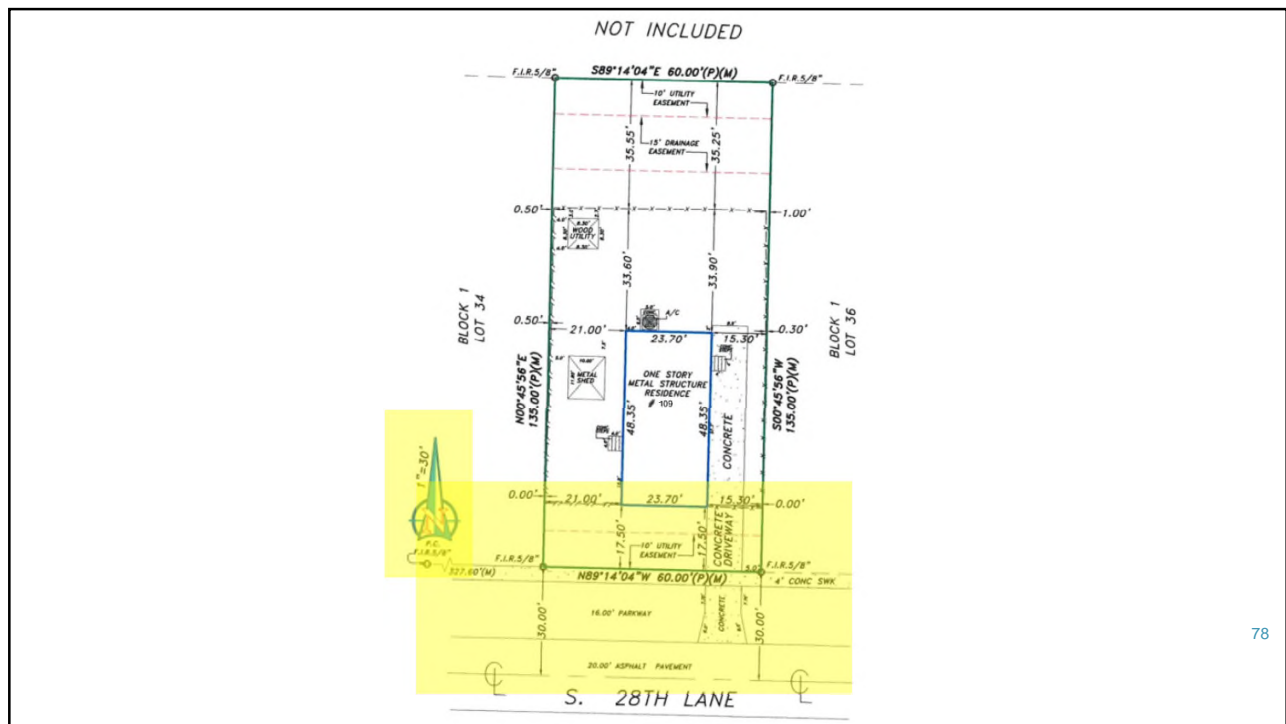 NOT INCLUDED
S89°14'04"E 60.00'(P)(M)
F.I.R.5/8"
F.I.R.5/8"
10' UTILITY
EASEMENT
35.55'
35.25'
15' DRAINAGE
EASEMENT
0.50'
1.00'
WOOD
UTILITY
33.60'
33.90'
BLOCK 1
LOT 34
BLOCK 1
LOT 36
A/C
0.50'
21.00'
23.70'
15.30'
0.30'
METAL
SHED
ONE STORY
METAL STRUCTURE
RESIDENCE
# 109
N00°45'56"E
135.00'(P)(M)
S00°45'56"W
135.00'(P)(M)
48.35'
48.35'
CONCRETE
1"=30'
N
0.00'
21.00'
23.70'
15.30'
0.00'
17.50'
17.50'
CONCRETE
DRIVEWAY
10' UTILITY
EASEMENT
P.C.
F.I.R.5/8"
F.I.R.5/8"
5.0'
F.I.R.5/8"
327.60'(M)
N89°14'04"W 60.00'(P)(M)
4' CONC SWK
30.00'
16.00' PARKWAY
CONCRETE
30.00'
20.00' ASPHALT PAVEMENT
S. 28TH LANE
78